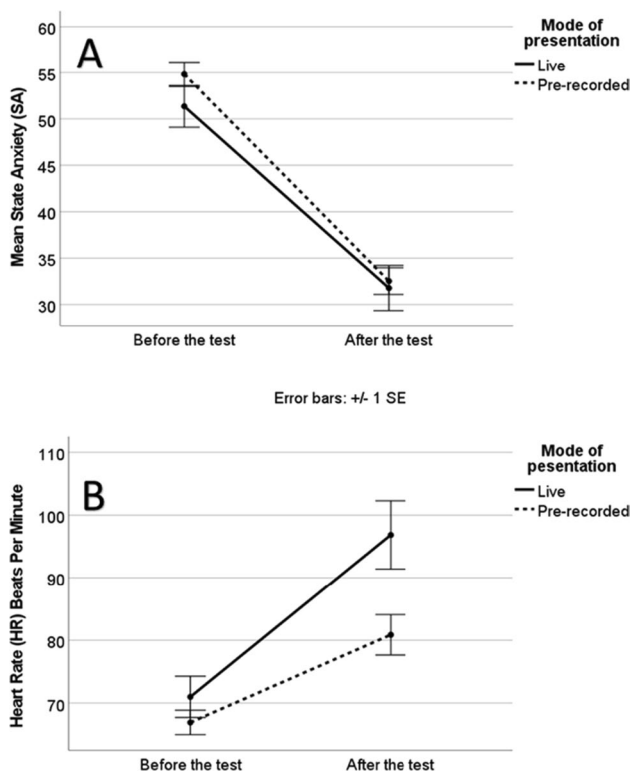 A
Mean State Anxiety (SA)
60
55
50
45
40
35
30
Before the test
After the test
Mode of
presentation
Live
Pre-recorded
Error bars: +/- 1 SE
B
Heart Rate (HR) Beats Per Minute
110
100
90
80
70
Before the test
After the test
Mode of
pesentation
Live
Pre-recorded